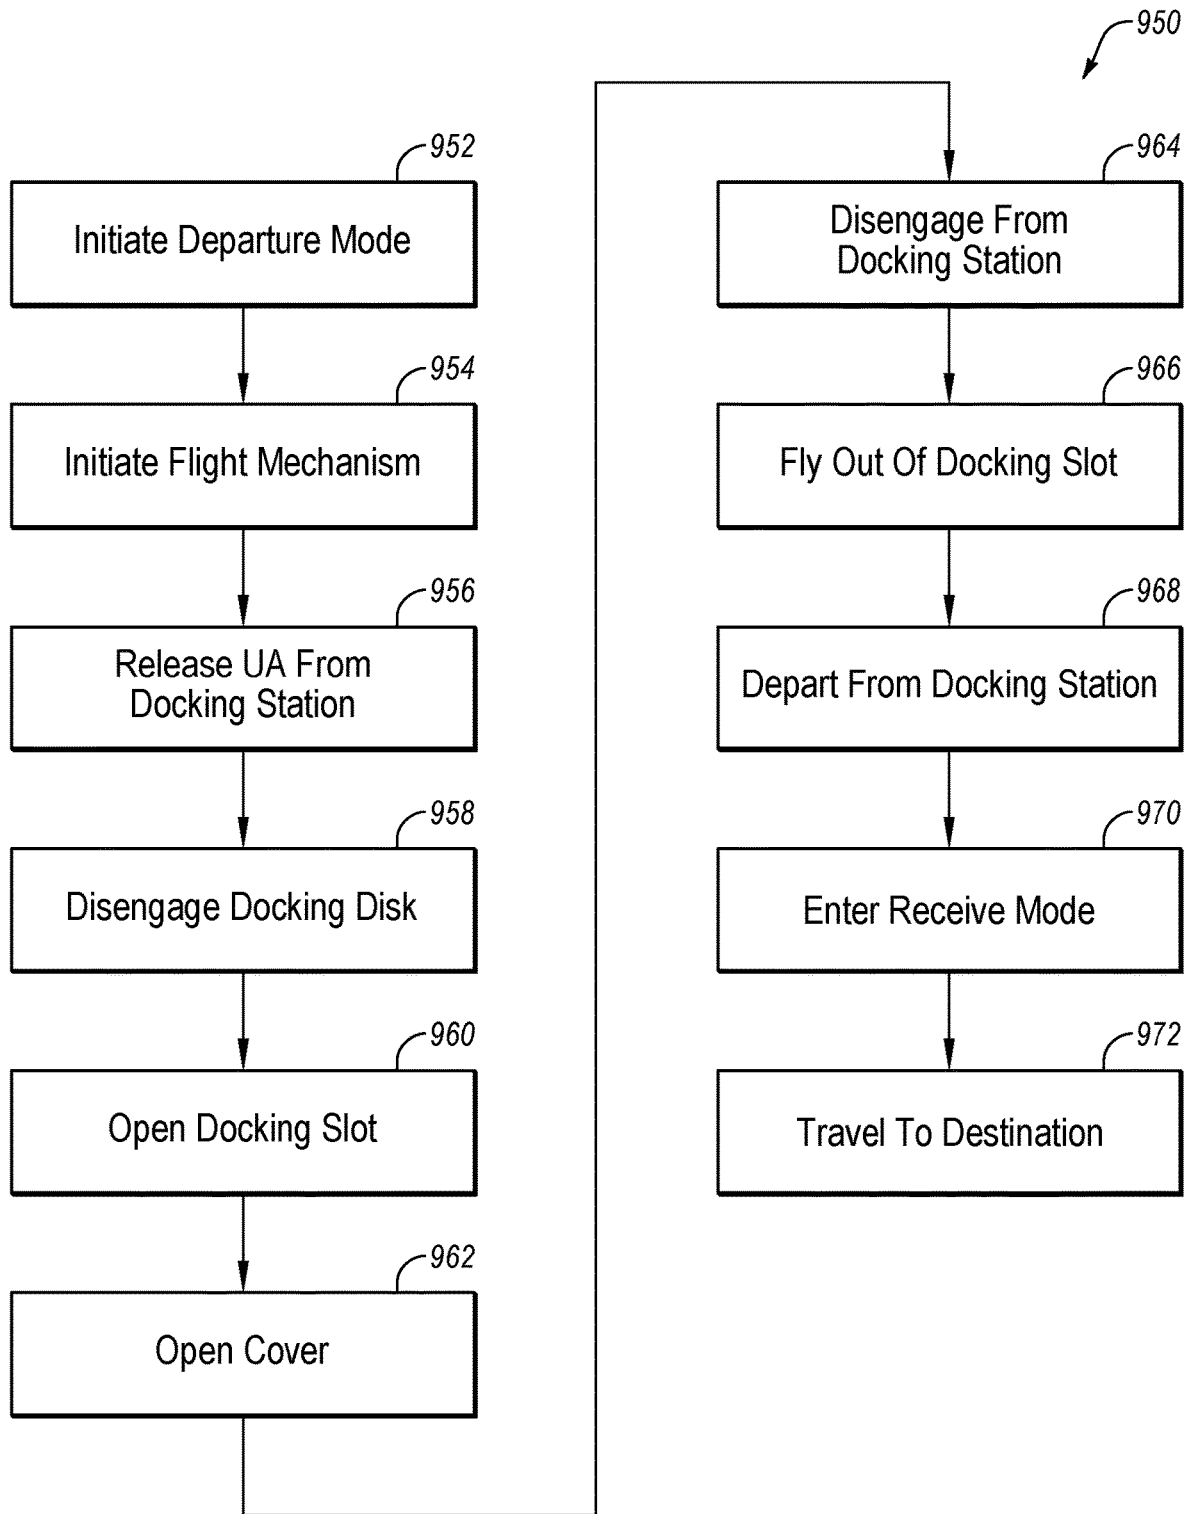 950
952
Initiate Departure Mode
954
Initiate Flight Mechanism
956
Release UA From
Docking Station
958
Disengage Docking Disk
960
Open Docking Slot
962
Open Cover
964
Disengage From
Docking Station
966
Fly Out Of Docking Slot
968
Depart From Docking Station
970
Enter Receive Mode
972
Travel To Destination